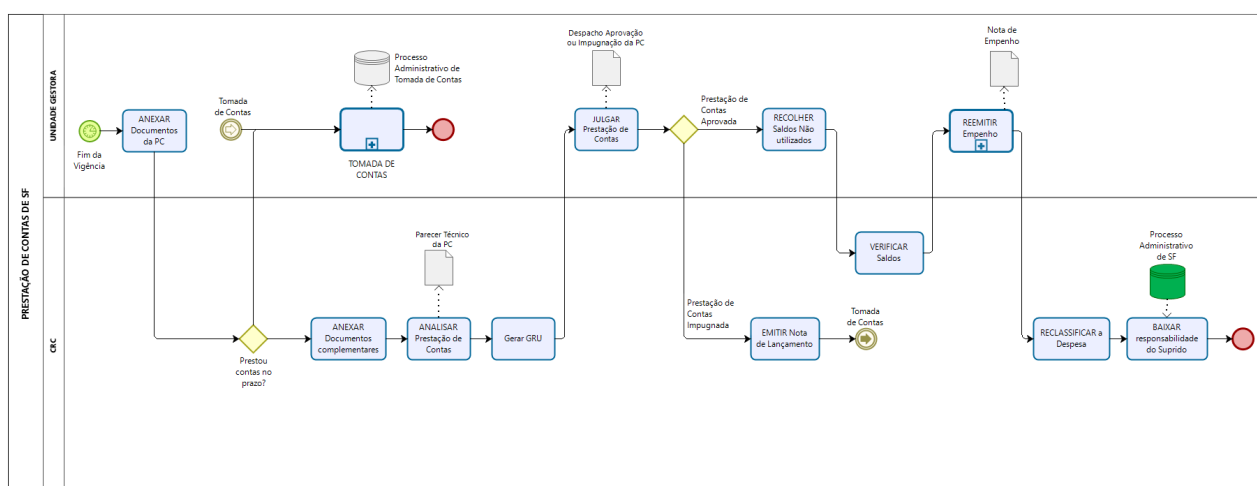 PRESTAÇÃO DE CONTAS DE SF
UNIDADE GESTORA
Fim da
Vigência
ANEXAR
Documentos
da PC
Tomada
de Contas
Processo
Administrativo de
Tomada de Contas
TOMADA DE
CONTAS
Despacho Aprovação
ou Impugnação da PC
JULGAR
Prestação de
Contas
Prestação de
Contas
Aprovada
RECOLHER
Saldos Não
utilizados
Nota de
Empenho
REEMITIR
Empenho
CRC
Prestou
contas no
prazo?
ANEXAR
Documentos
complementares
Parecer Técnico
da PC
ANALISAR
Prestação de
Contas
Gerar GRU
Prestação de
Contas
Impugnada
EMITIR Nota
de Lançamento
Tomada
de Contas
VERIFICAR
Saldos
RECLASSIFICAR a
Despesa
Processo
Administrativo
de SF
BAIXAR
responsabilidade
do Suprido